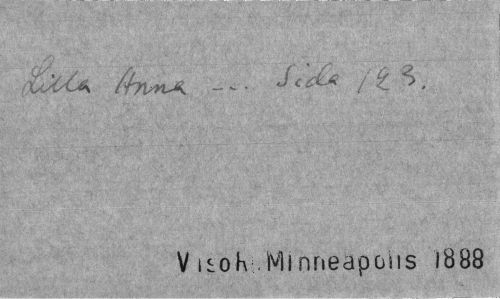 Lilla Anna --- Sida 123.
Visoh. Minneapolis 1888